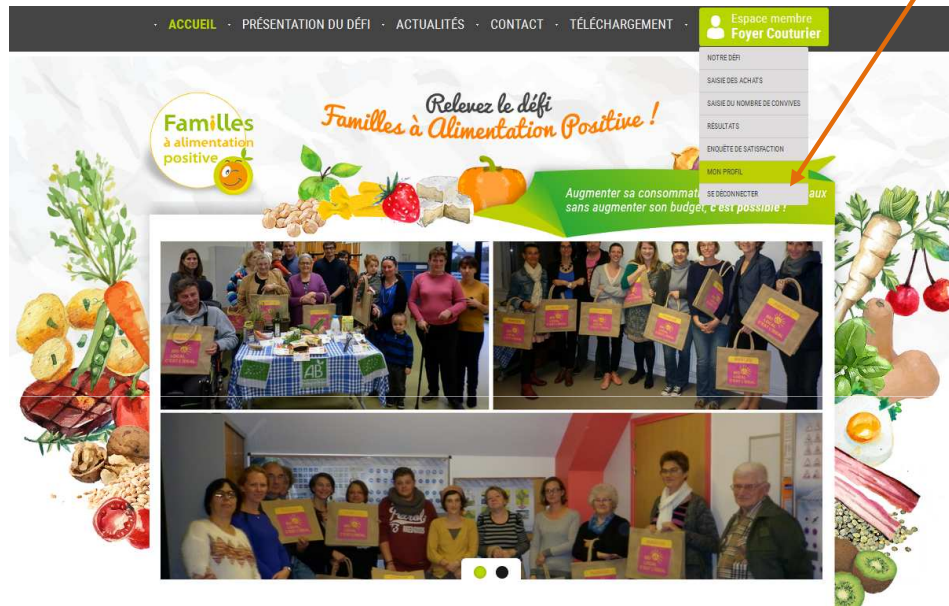 · ACCUEIL · PRÉSENTATION DU DÉFI · ACTUALITÉS · CONTACT · TÉLÉCHARGEMENT ·
Espace membre
Foyer Couturier
NOTRE DÉFI
SAISIE DES ACHATS
SAISIE DU NOMBRE DE CONVIVES
RÉSULTATS
ENQUÊTE DE SATISFACTION
MON PROFIL
SE DÉCONNECTER
Familles
à alimentation
positive
Relevez le défi
Familles à Alimentation Positive !
Augmenter sa consommat aux
sans augmenter son budget, c'est possible !
AB